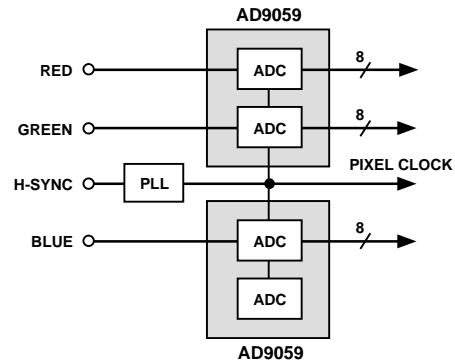 AD9059
RED
ADC
8
GREEN
ADC
8
PIXEL CLOCK
H-SYNC
PLL
BLUE
ADC
8
ADC
AD9059